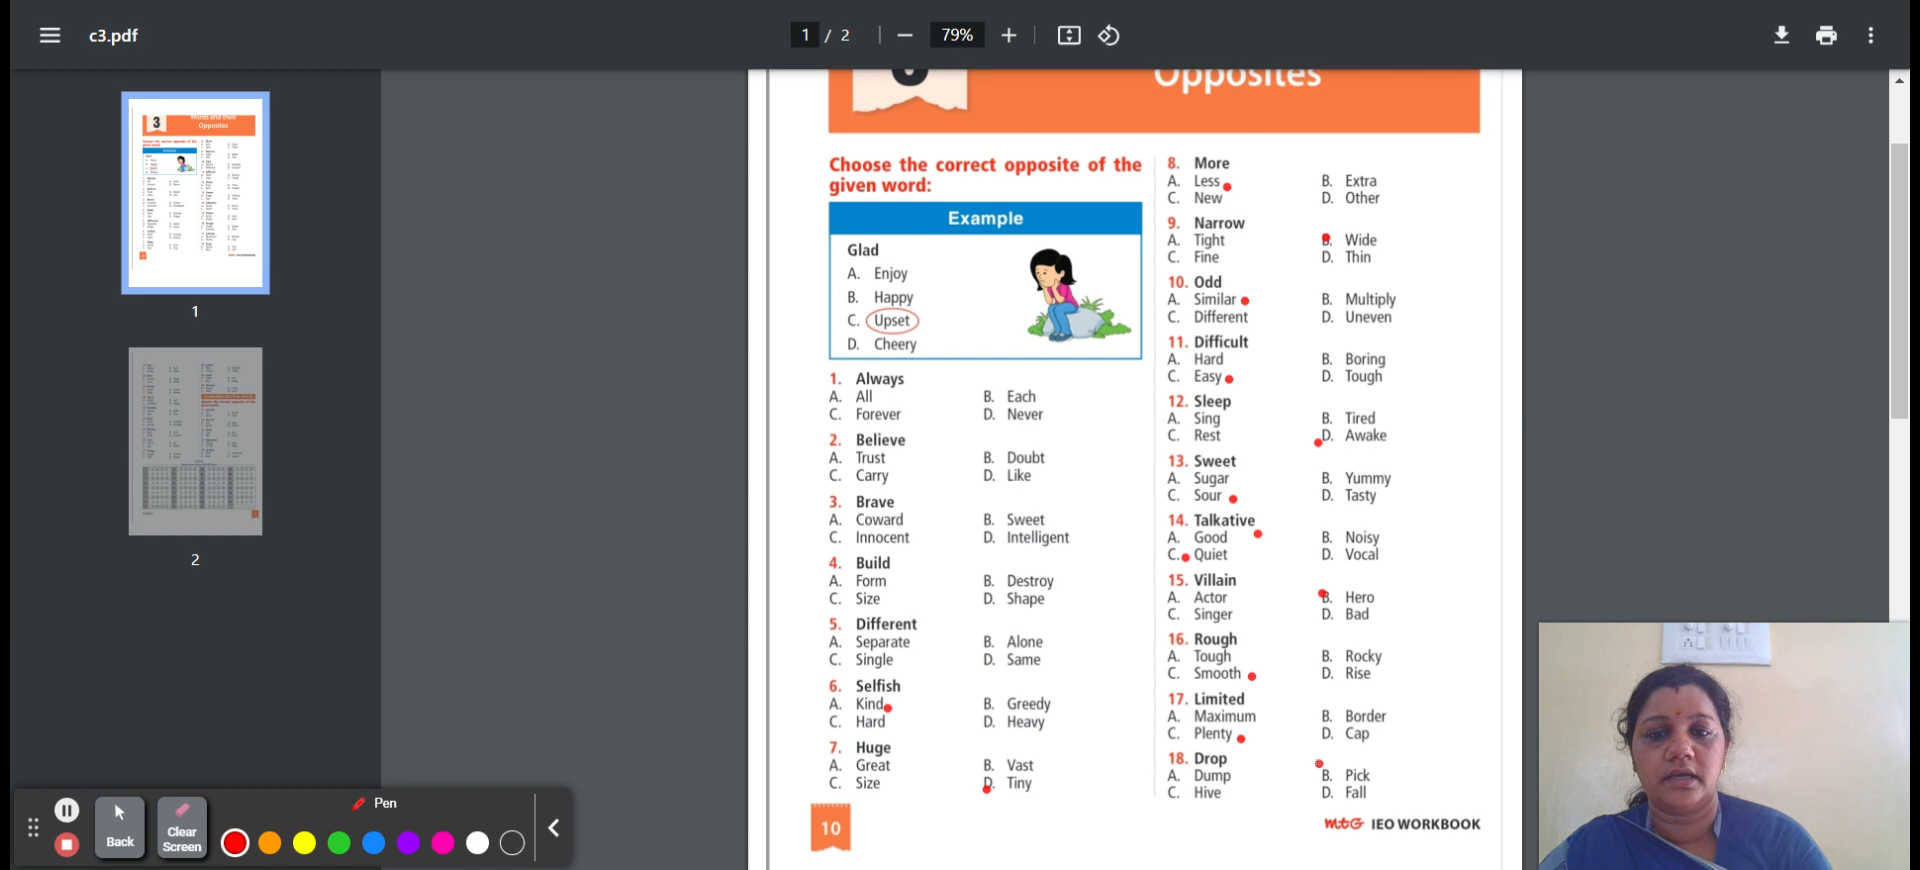 c3.pdf
1 / 2
79%
1
2
Opposites
Choose the correct opposite of the
given word:
Example
Glad
A. Enjoy
B. Happy
C. Upset
D. Cheery
1. Always
A. All B. Each
C. Forever D. Never
2. Believe
A. Trust B. Doubt
C. Carry D. Like
3. Brave
A. Coward B. Sweet
C. Innocent D. Intelligent
4. Build
A. Form B. Destroy
C. Size D. Shape
5. Different
A. Separate B. Alone
C. Single D. Same
6. Selfish
A. Kind B. Greedy
C. Hard D. Heavy
7. Huge
A. Great B. Vast
C. Size D. Tiny
10
8. More
A. Less B. Extra
C. New D. Other
9. Narrow
A. Tight B. Wide
C. Fine D. Thin
10. Odd
A. Similar B. Multiply
C. Different D. Uneven
11. Difficult
A. Hard B. Boring
C. Easy D. Tough
12. Sleep
A. Sing B. Tired
C. Rest D. Awake
13. Sweet
A. Sugar B. Yummy
C. Sour D. Tasty
14. Talkative
A. Good B. Noisy
C. Quiet D. Vocal
15. Villain
A. Actor B. Hero
C. Singer D. Bad
16. Rough
A. Tough B. Rocky
C. Smooth D. Rise
17. Limited
A. Maximum B. Border
C. Plenty D. Cap
18. Drop
A. Dump B. Pick
C. Hive D. Fall
mtG IEO WORKBOOK
Pen
Back
Clear
Screen